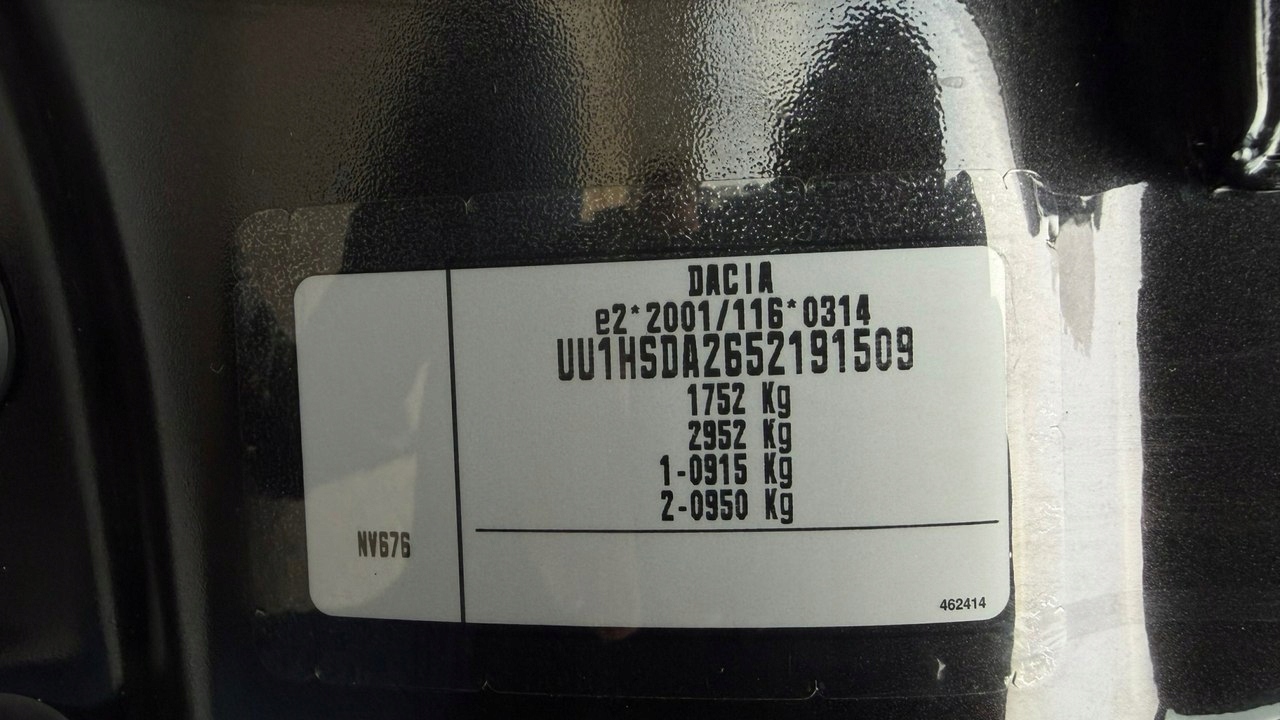 DACIA
e2*2001/116*0314
UU1HSDA2652191509
1752 Kg
2952 Kg
1-0915 Kg
2-0950 Kg
NV676
462414